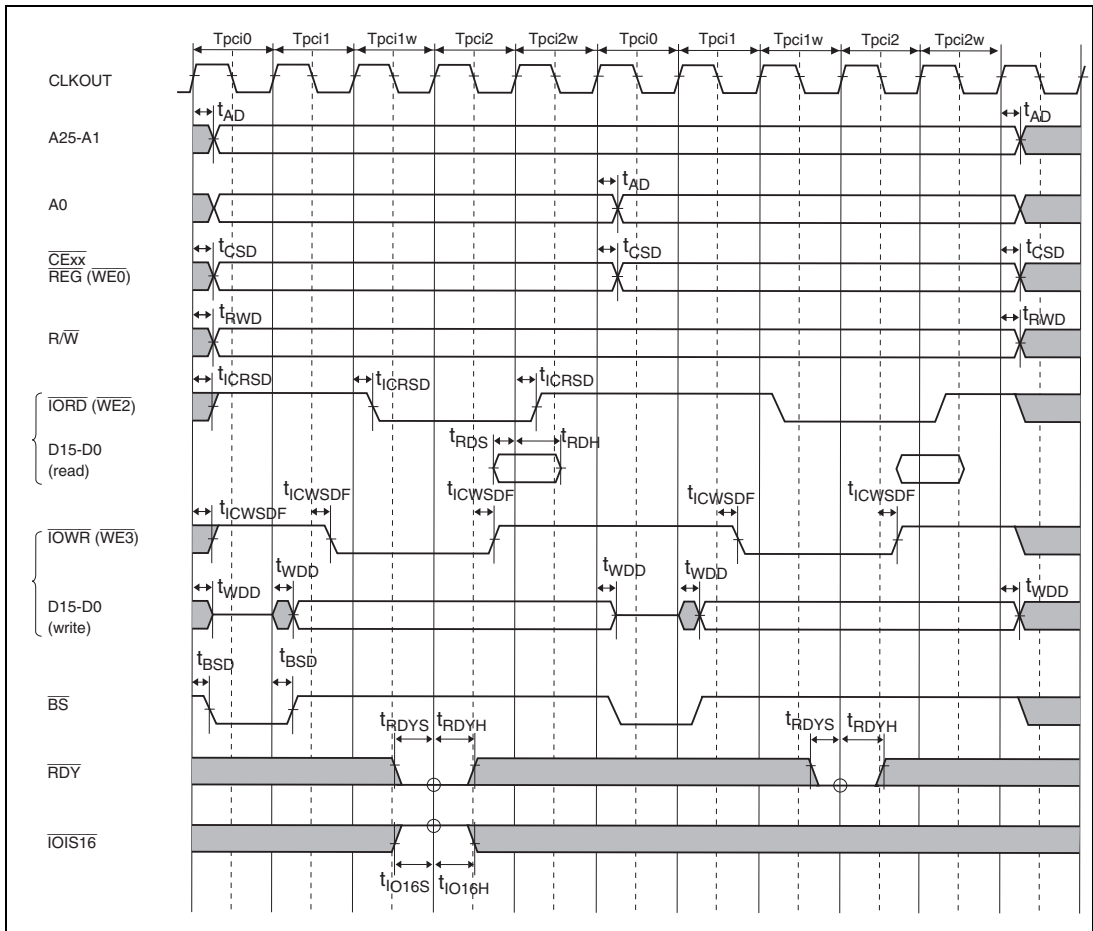 Tpci0 Tpci1 Tpci1w Tpci2 Tpci2w Tpci0 Tpci1 Tpci1w Tpci2 Tpci2w
CLKOUT
tAD tAD
A25-A1
tAD
A0
tCSD tCSD tCSD
CExx
REG (WE0)
tRWD tRWD
R/W
tICRSD tICRSD tICRSD
IORD (WE2)
tRDS tRDH
D15-D0
(read)
tICWSDF tICWSDF tICWSDF tICWSDF tICWSDF
IOWR (WE3)
tWDD tWDD tWDD tWDD tWDD
D15-D0
(write)
tBSD tBSD
BS
tRDYS tRDYH tRDYS tRDYH
RDY
IOIS16
tIO16S tIO16H